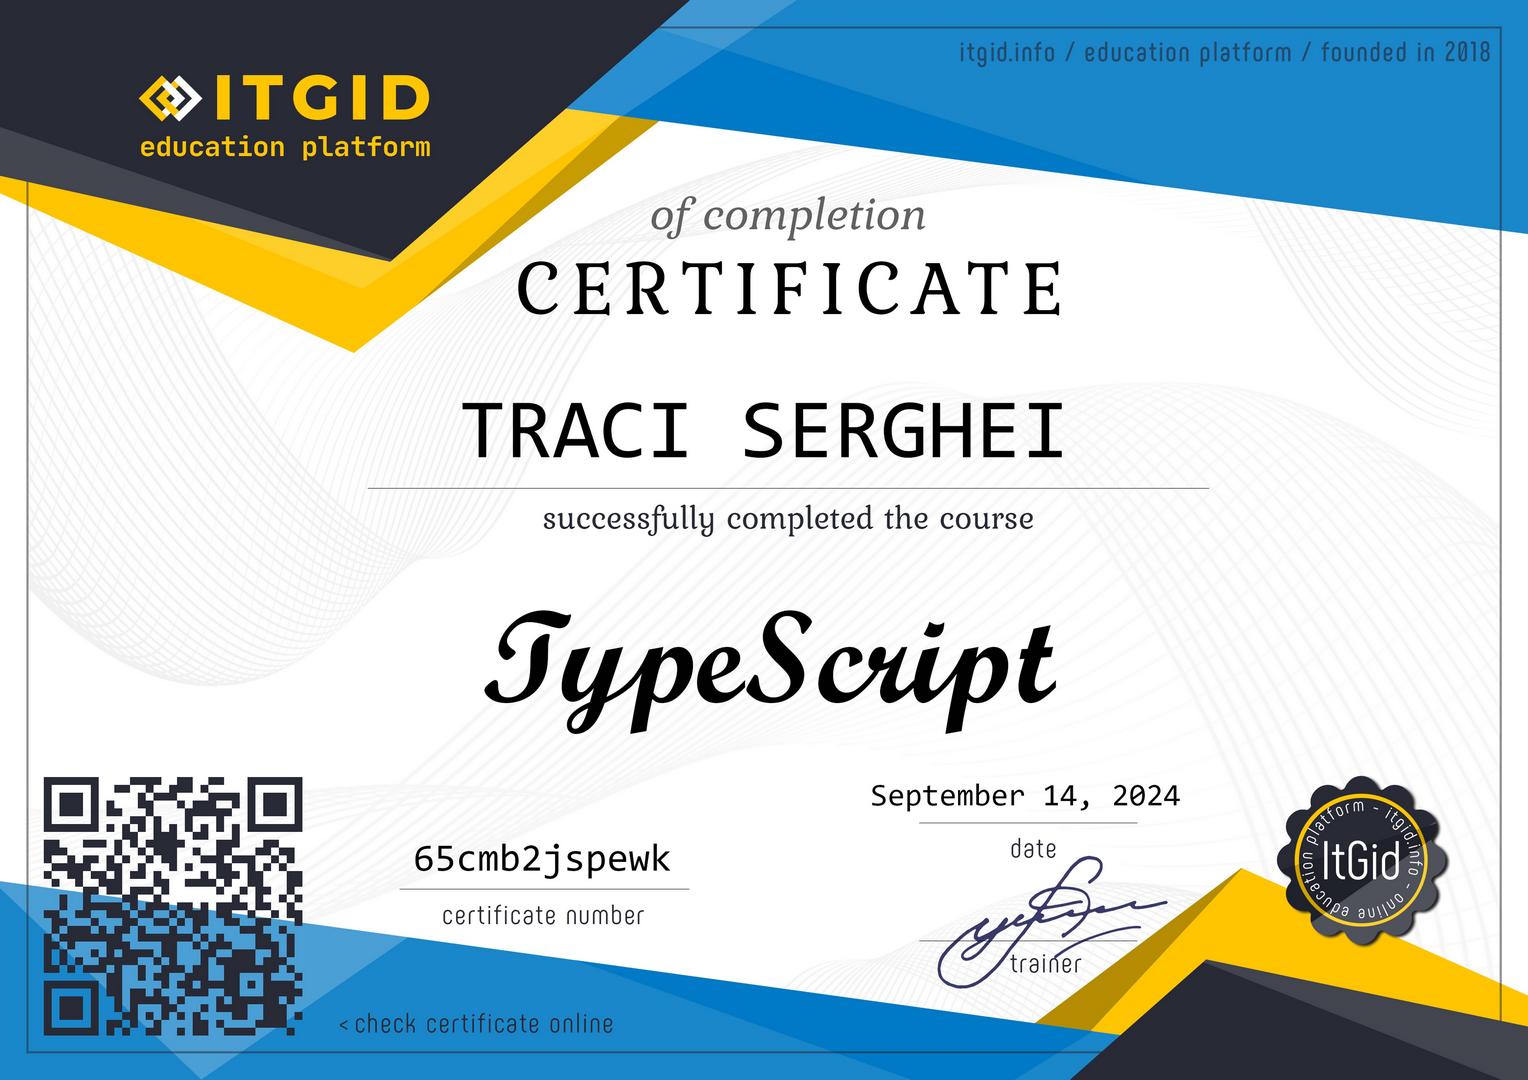 ITGID
education platform
itgid.info / education platform / founded in 2018
of completion
CERTIFICATE
TRACI SERGHEI
successfully completed the course
TypeScript
September 14, 2024
date
65cmb2jspewk
certificate number
trainer
education platform - itgid.info - online
ItGid
< check certificate online